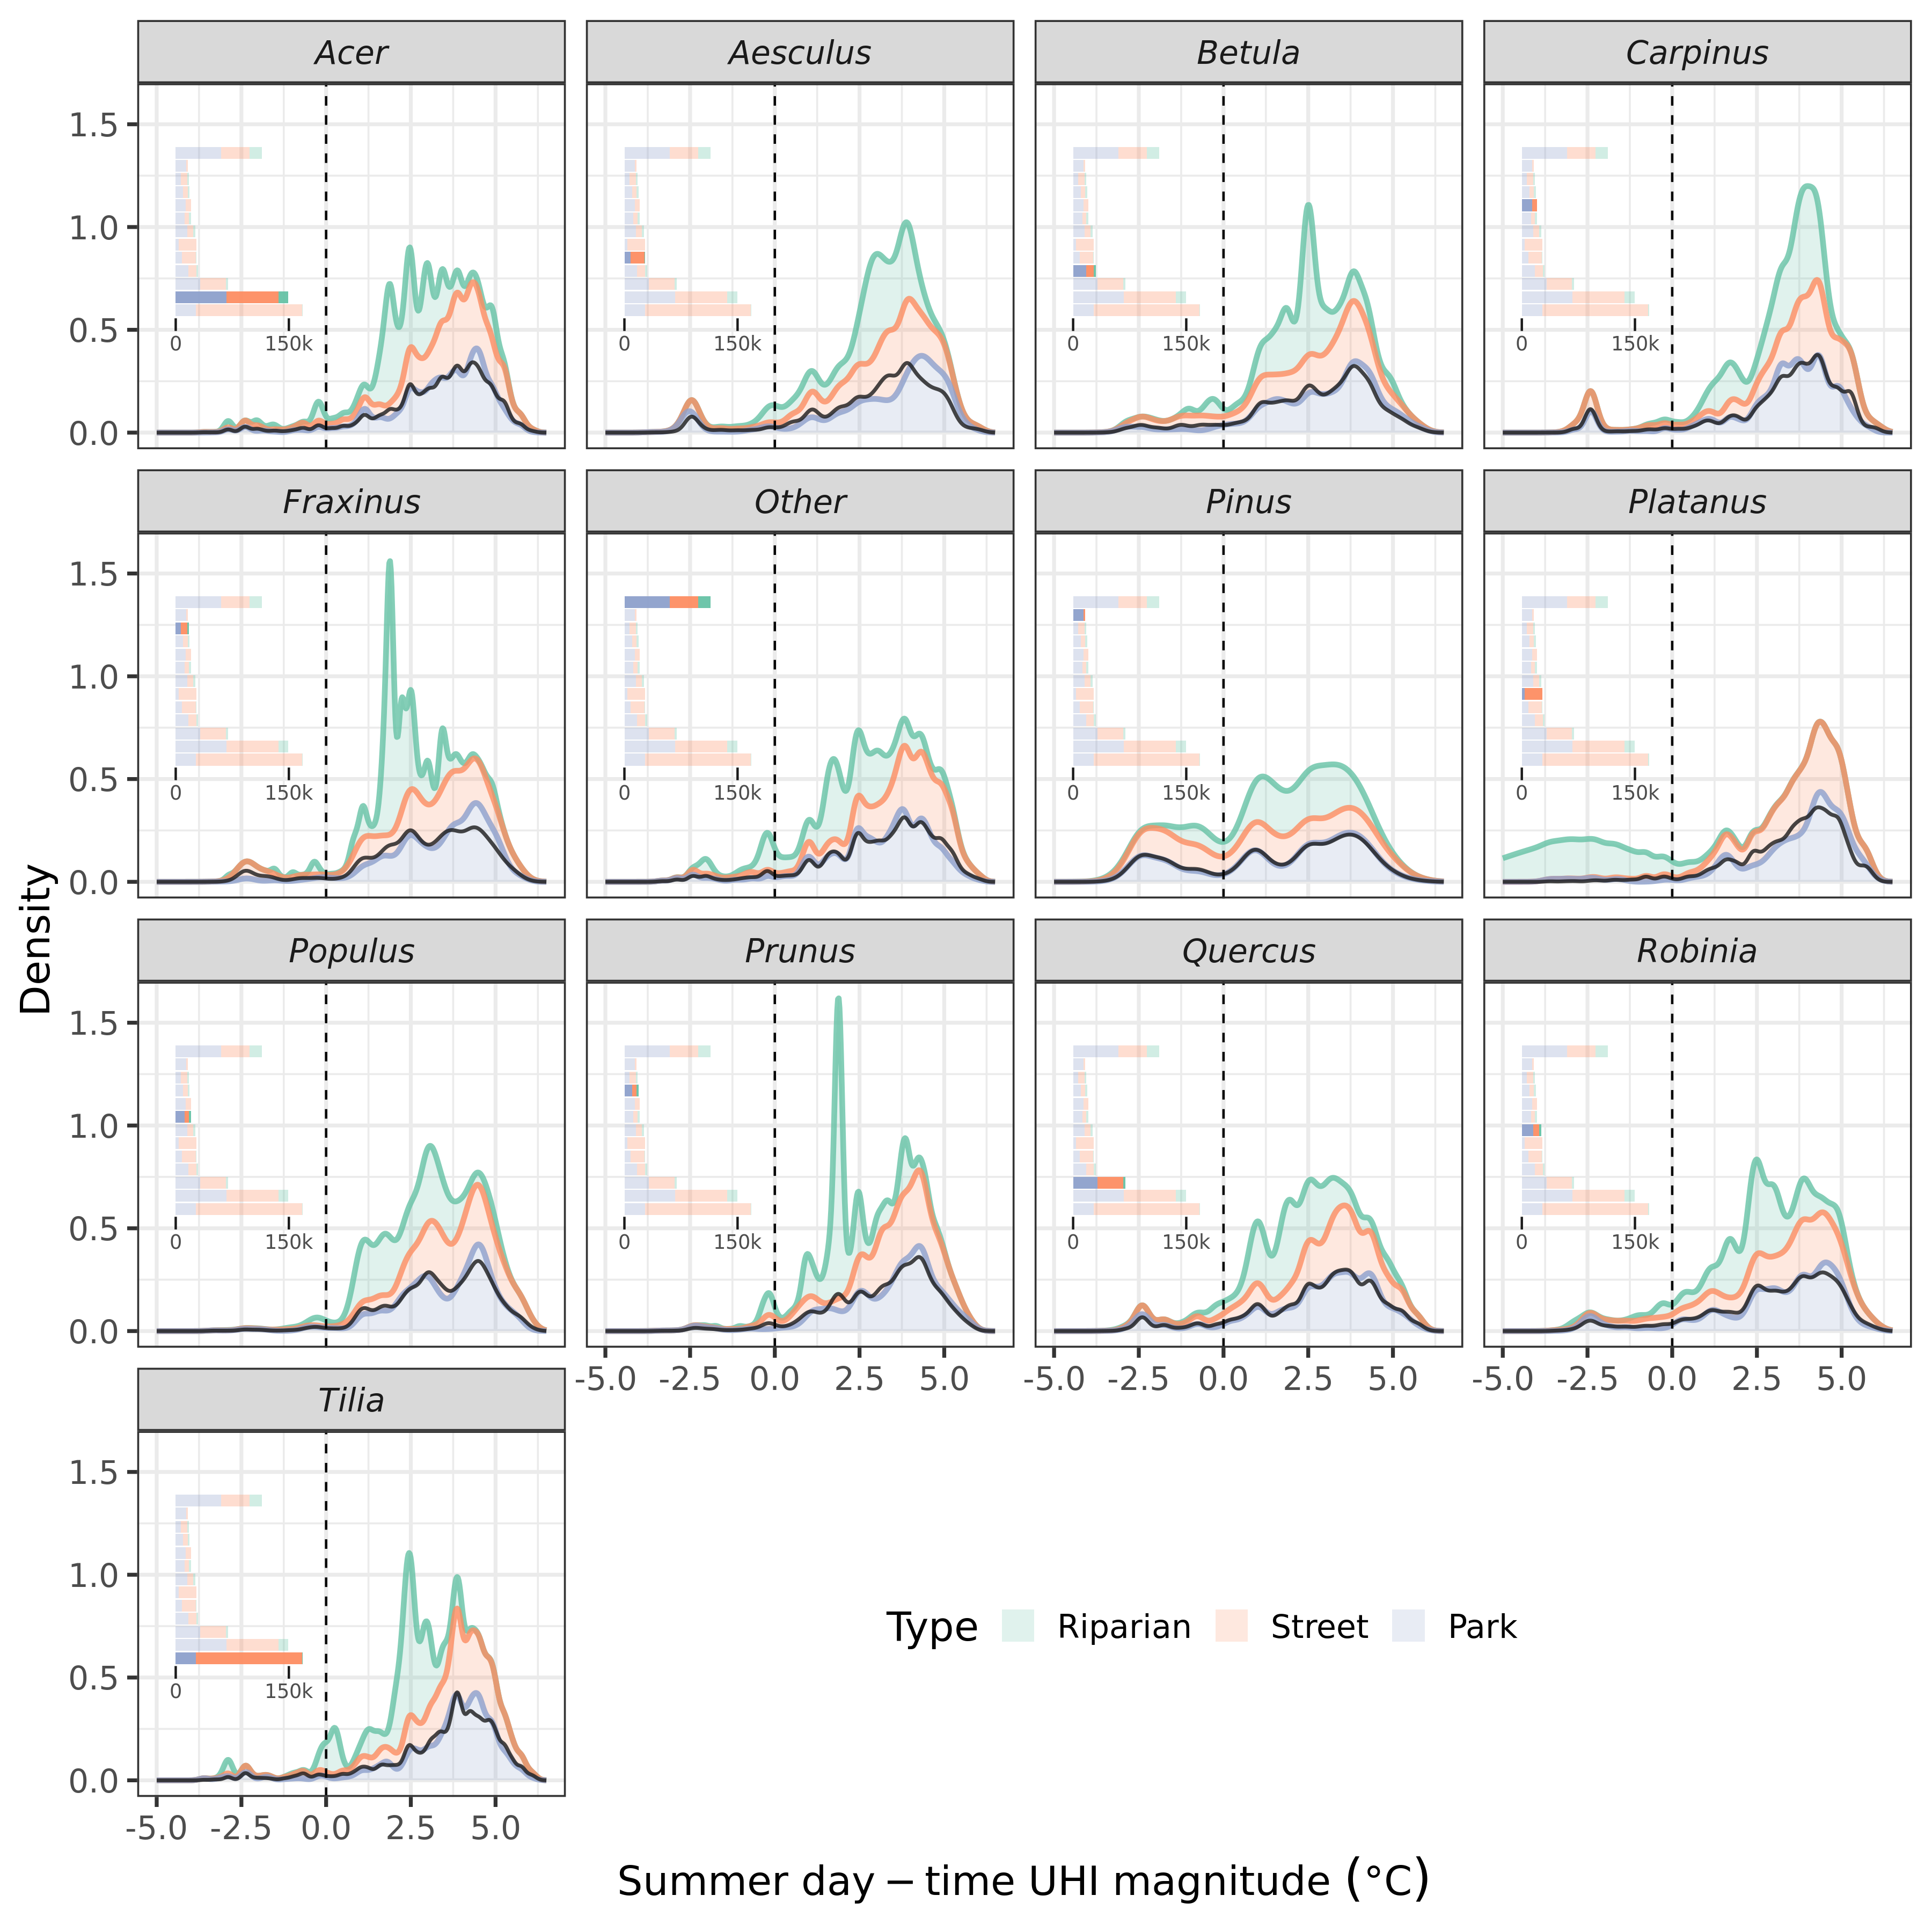 Acer Aesculus Betula Carpinus
1.5
1.0
0.5
0.0
0 150k 0 150k 0 150k 0 150k
Fraxinus Other Pinus Platanus
1.5
1.0
0.5
0.0
0 150k 0 150k 0 150k 0 150k
Density
Populus Prunus Quercus Robinia
1.5
1.0
0.5
0.0
0 150k 0 150k 0 150k 0 150k
-5.0 -2.5 0.0 2.5 5.0 -5.0 -2.5 0.0 2.5 5.0 -5.0 -2.5 0.0 2.5 5.0
Tilia
1.5
1.0
0.5
0.0
0 150k
-5.0 -2.5 0.0 2.5 5.0
Type Riparian Street Park
Summer day − time UHI magnitude (°C)